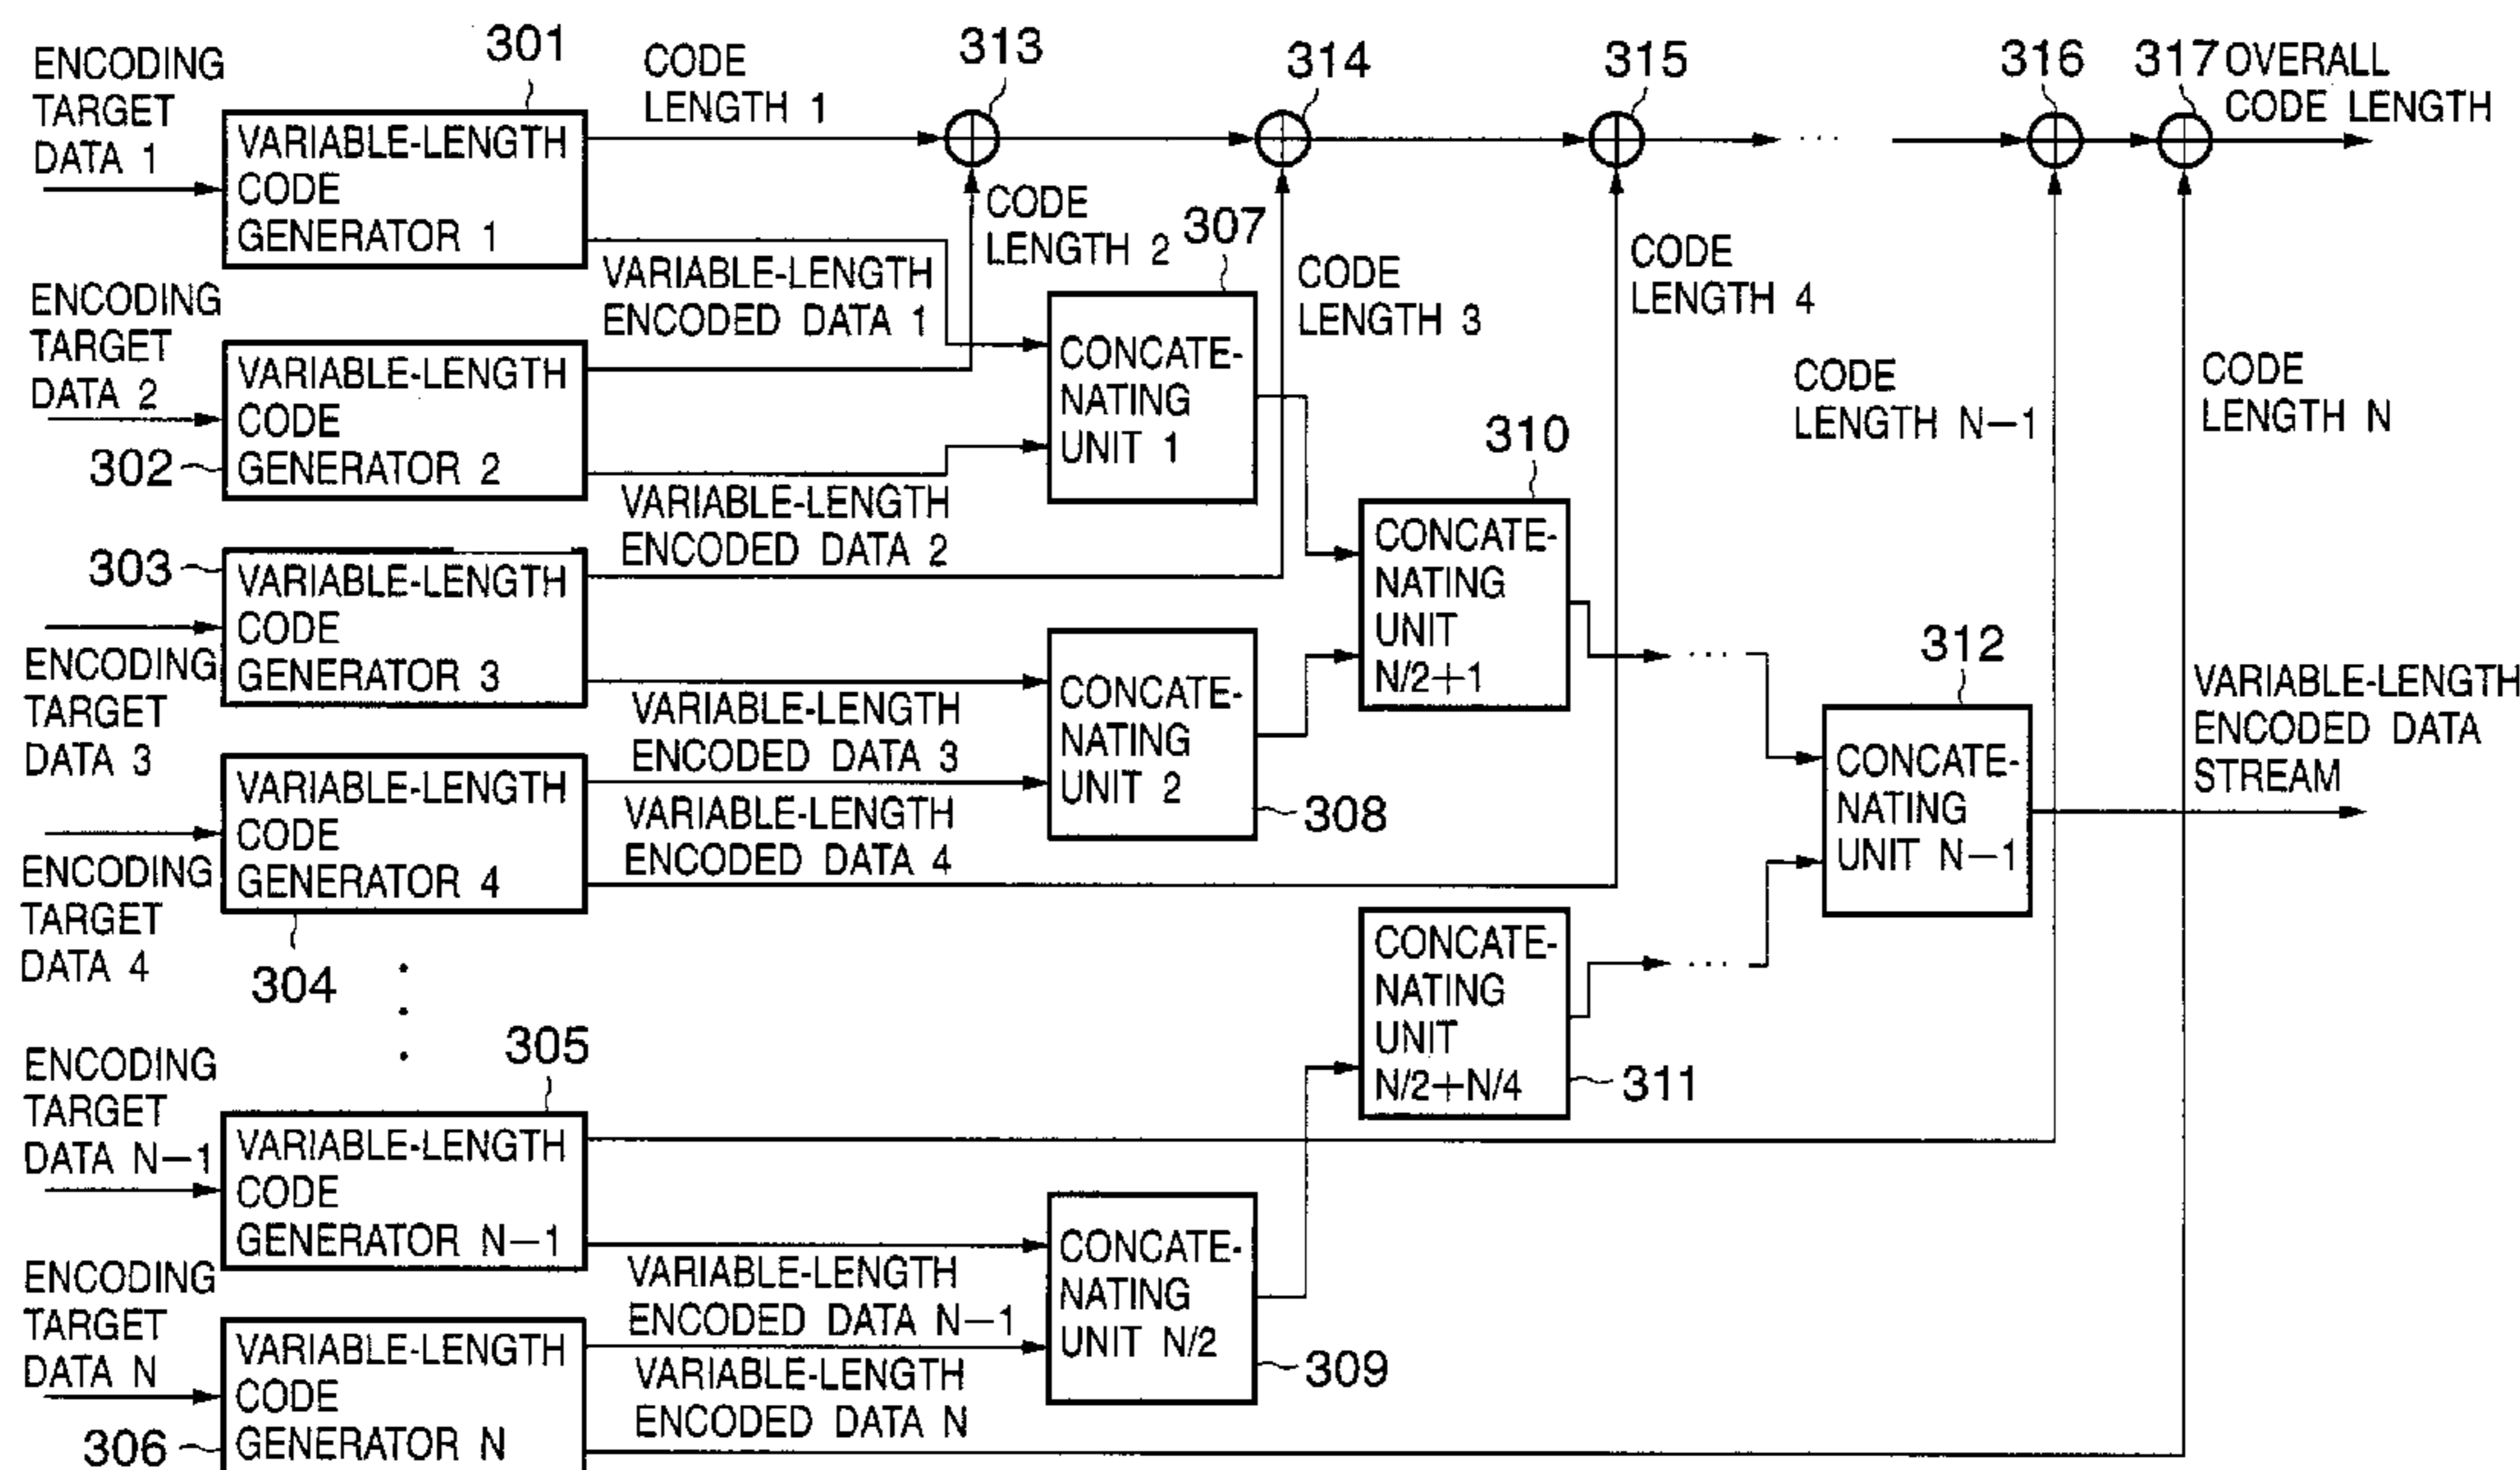 301
CODE
LENGTH 1
313
314
315
316
317
OVERALL
CODE LENGTH
ENCODING
TARGET
DATA 1
VARIABLE-LENGTH
CODE
GENERATOR 1
...
CODE
LENGTH 2
307
VARIABLE-LENGTH
ENCODED DATA 1
CODE
LENGTH 3
CODE
LENGTH 4
CODE
LENGTH N-1
CODE
LENGTH N
ENCODING
TARGET
DATA 2
VARIABLE-LENGTH
CODE
GENERATOR 2
302
CONCATE-
NATING
UNIT 1
310
VARIABLE-LENGTH
ENCODED DATA 2
303
VARIABLE-LENGTH
CODE
GENERATOR 3
ENCODING
TARGET
DATA 3
CONCATE-
NATING
UNIT
N/2+1
...
312
VARIABLE-LENGTH
ENCODED DATA 3
CONCATE-
NATING
UNIT 2
308
VARIABLE-LENGTH
ENCODED DATA
STREAM
CONCATE-
NATING
UNIT N-1
VARIABLE-LENGTH
CODE
GENERATOR 4
304
ENCODING
TARGET
DATA 4
VARIABLE-LENGTH
ENCODED DATA 4
CONCATE-
NATING
UNIT
N/2+N/4
311
...
305
ENCODING
TARGET
DATA N-1
VARIABLE-LENGTH
CODE
GENERATOR N-1
VARIABLE-LENGTH
ENCODED DATA N-1
CONCATE-
NATING
UNIT N/2
309
ENCODING
TARGET
DATA N
VARIABLE-LENGTH
CODE
GENERATOR N
306
VARIABLE-LENGTH
ENCODED DATA N